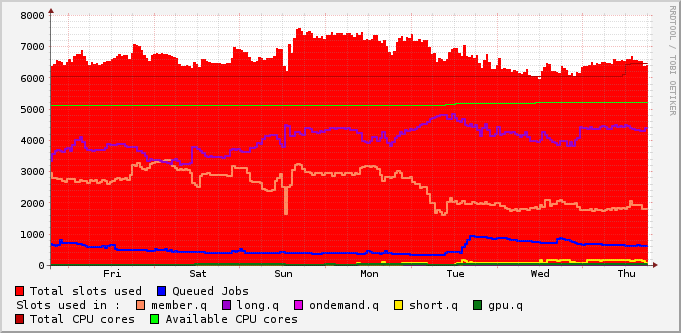 8000
7000
6000
5000
4000
3000
2000
1000
0
Fri Sat Sun Mon Tue Wed Thu
Total slots used Queued Jobs
Slots used in : member.q long.q ondemand.q short.q gpu.q
Total CPU cores Available CPU cores
RRDTOOL / TOBI OETIKER